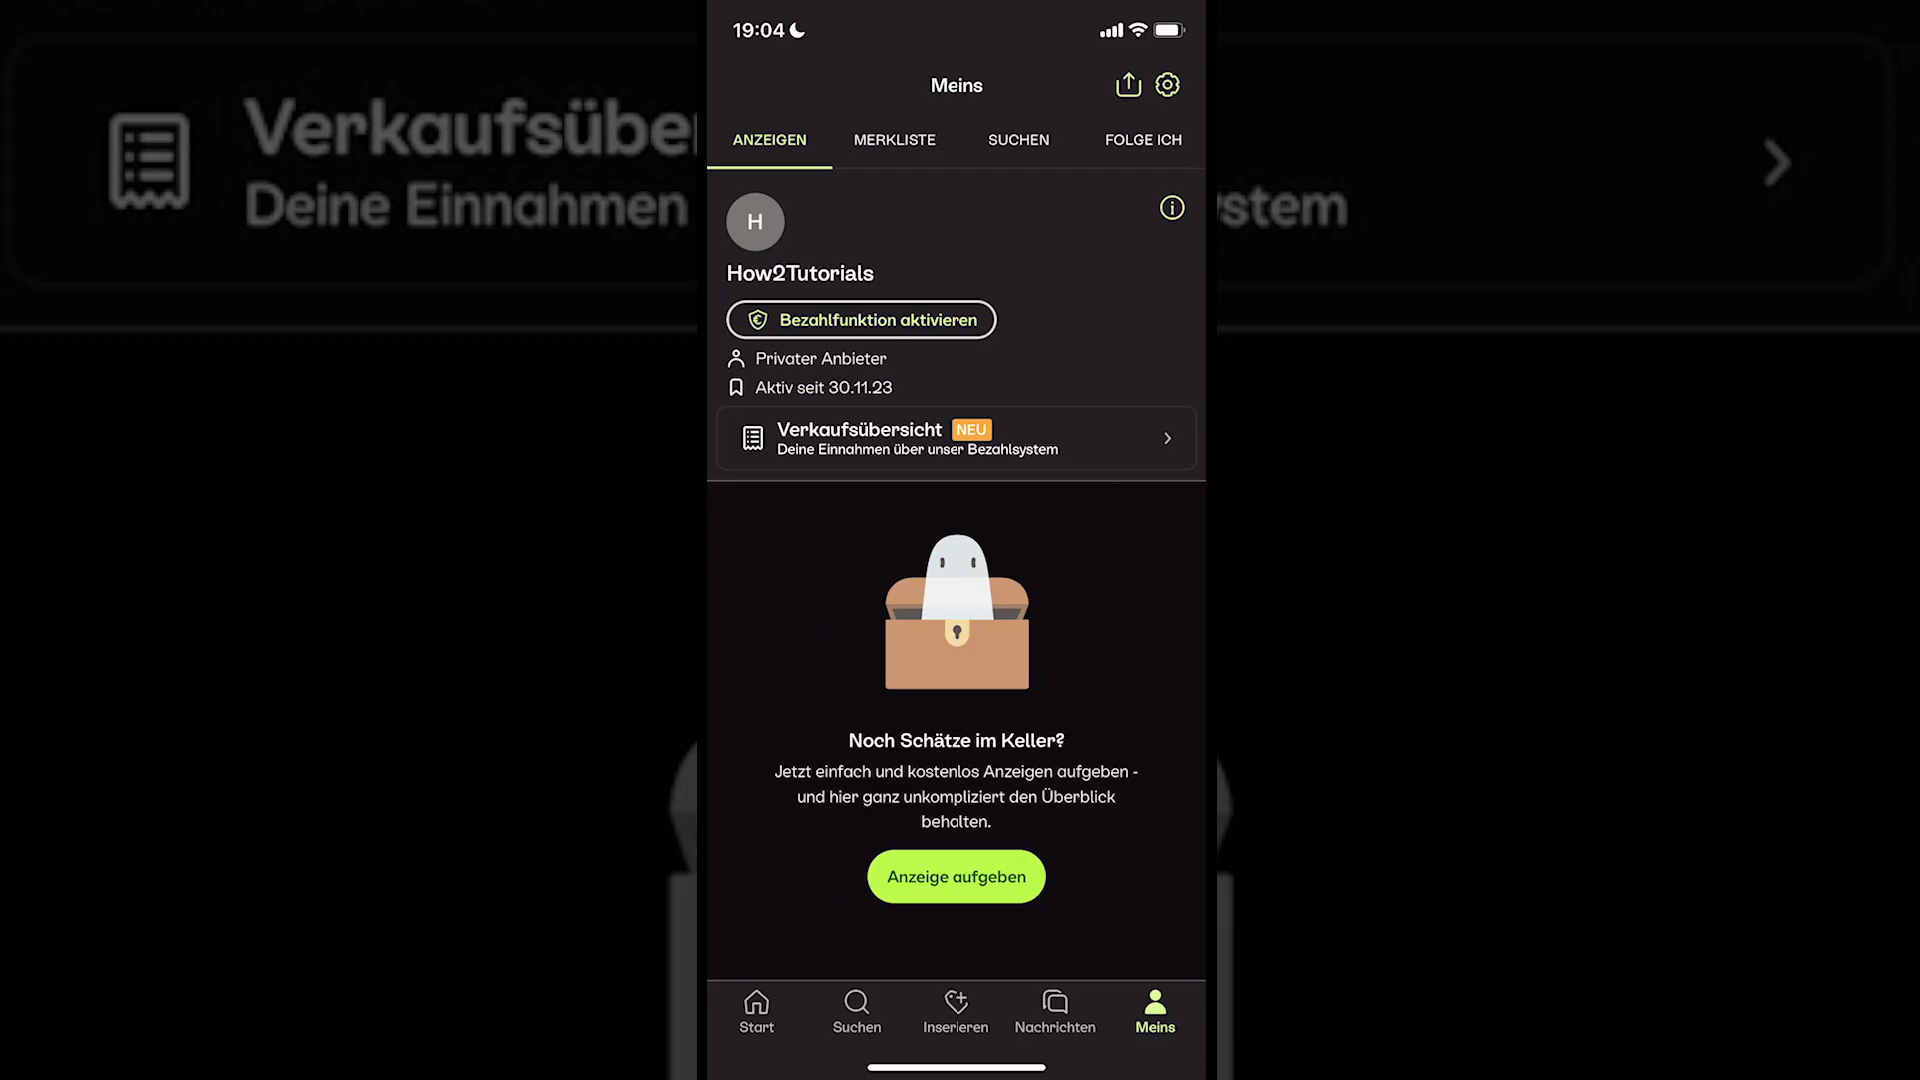 19:04
Meins
ANZEIGEN MERKLISTE SUCHEN FOLGE ICH
H
How2Tutorials
Bezahlfunktion aktivieren
Privater Anbieter
Aktiv seit 30.11.23
Verkaufsübersicht NEU
Deine Einnahmen über unser Bezahlsystem
Noch Schätze im Keller?
Jetzt einfach und kostenlos Anzeigen aufgeben -
und hier ganz unkompliziert den Überblick
behalten.
Anzeige aufgeben
Start Suchen Inserieren Nachrichten Meins
Verkaufsüber
Deine Einnahmen ystem